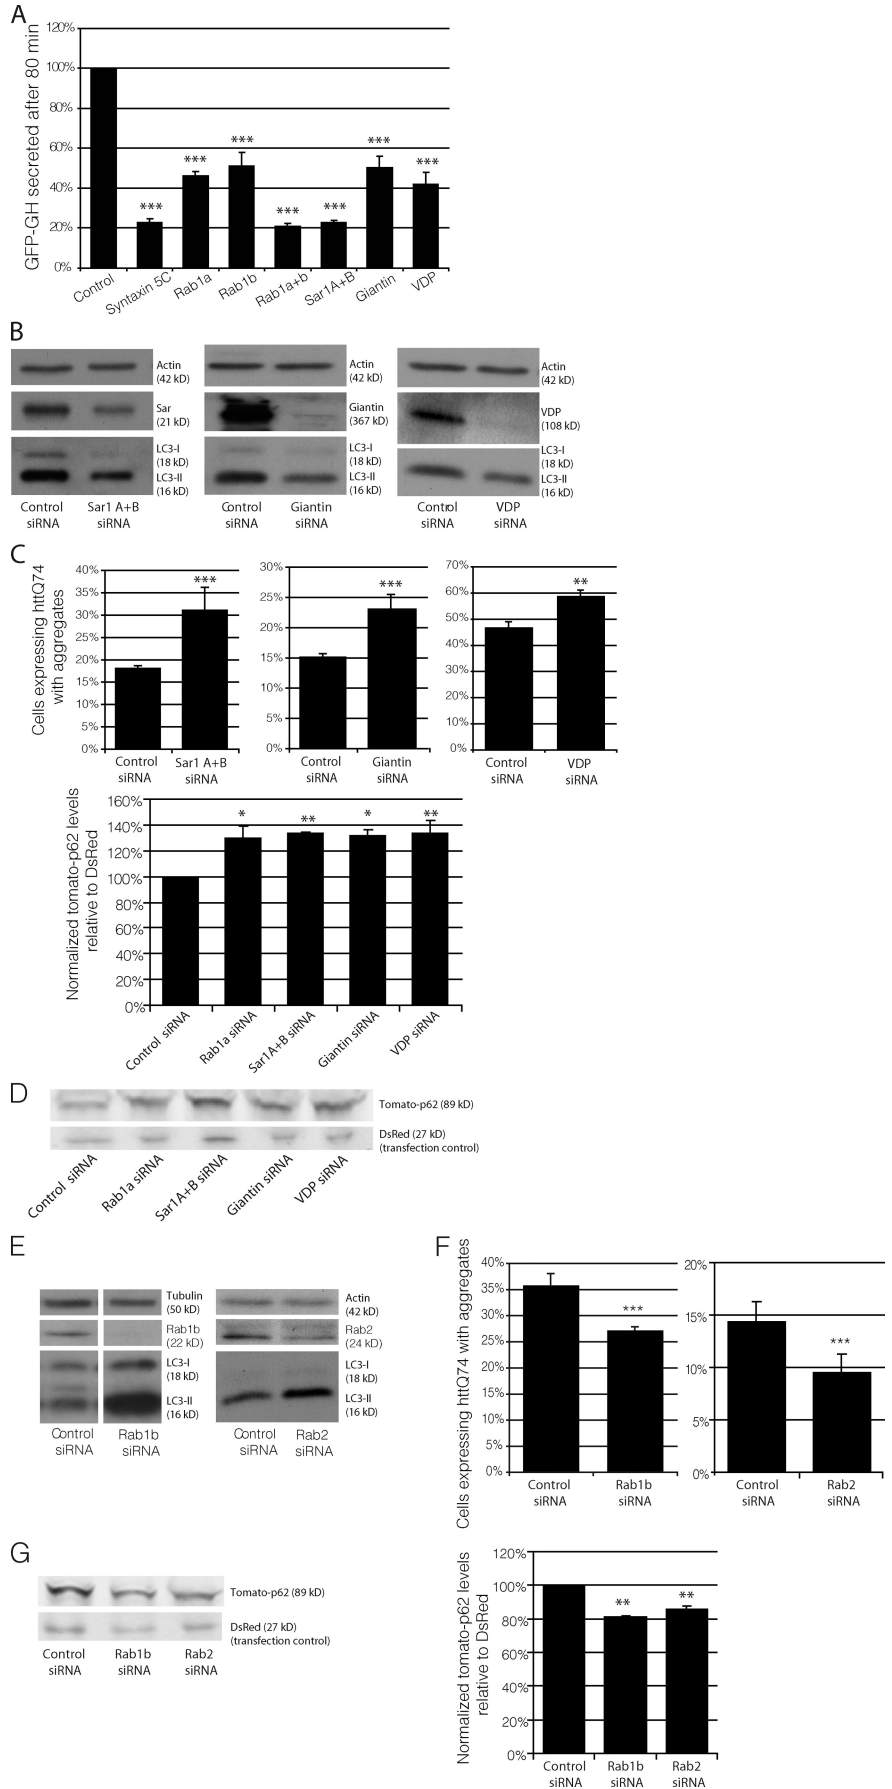 A
GFP-GH secreted after 80 min
120%
100%
80%
60%
40%
20%
0%
***
***
***
***
***
***
***
Control
Syntaxin 5C
Rab1a
Rab1b
Rab1a+b
Sar1A+B
Giantin
VDP
B
Actin
(42 kD)
Sar
(21 kD)
LC3-I
(18 kD)
LC3-II
(16 kD)
Control
siRNA
Sar1 A+B
siRNA
Actin
(42 kD)
Giantin
(367 kD)
LC3-I
(18 kD)
LC3-II
(16 kD)
Control
siRNA
Giantin
siRNA
Actin
(42 kD)
VDP
(108 kD)
LC3-I
(18 kD)
LC3-II
(16 kD)
Control
siRNA
VDP
siRNA
C
Cells expressing httQ74
with aggregates
40%
35%
30%
25%
20%
15%
10%
5%
0%
***
Control
siRNA
Sar1 A+B
siRNA
30%
25%
20%
15%
10%
5%
0%
***
Control
siRNA
Giantin
siRNA
70%
60%
50%
40%
30%
20%
10%
0%
**
Control
siRNA
VDP
siRNA
Normalized tomato-p62 levels
relative to DsRed
160%
140%
120%
100%
80%
60%
40%
20%
0%
*
**
*
**
Control siRNA
Rab1a siRNA
Sar1A+B siRNA
Giantin siRNA
VDP siRNA
D
Tomato-p62 (89 kD)
DsRed (27 kD)
(transfection control)
Control siRNA
Rab1a siRNA
Sar1A+B siRNA
Giantin siRNA
VDP siRNA
E
Tubulin
(50 kD)
Rab1b
(22 kD)
LC3-I
(18 kD)
LC3-II
(16 kD)
Control
siRNA
Rab1b
siRNA
Actin
(42 kD)
Rab2
(24 kD)
LC3-I
(18 kD)
LC3-II
(16 kD)
Control
siRNA
Rab2
siRNA
F
Cells expressing httQ74 with aggregates
40%
35%
30%
25%
20%
15%
10%
5%
0%
***
Control
siRNA
Rab1b
siRNA
20%
15%
10%
5%
0%
***
Control
siRNA
Rab2
siRNA
G
Tomato-p62 (89 kD)
DsRed (27 kD)
(transfection control)
Control
siRNA
Rab1b
siRNA
Rab2
siRNA
Normalized tomato-p62 levels
relative to DsRed
120%
100%
80%
60%
40%
20%
0%
**
**
Control
siRNA
Rab1b
siRNA
Rab2
siRNA